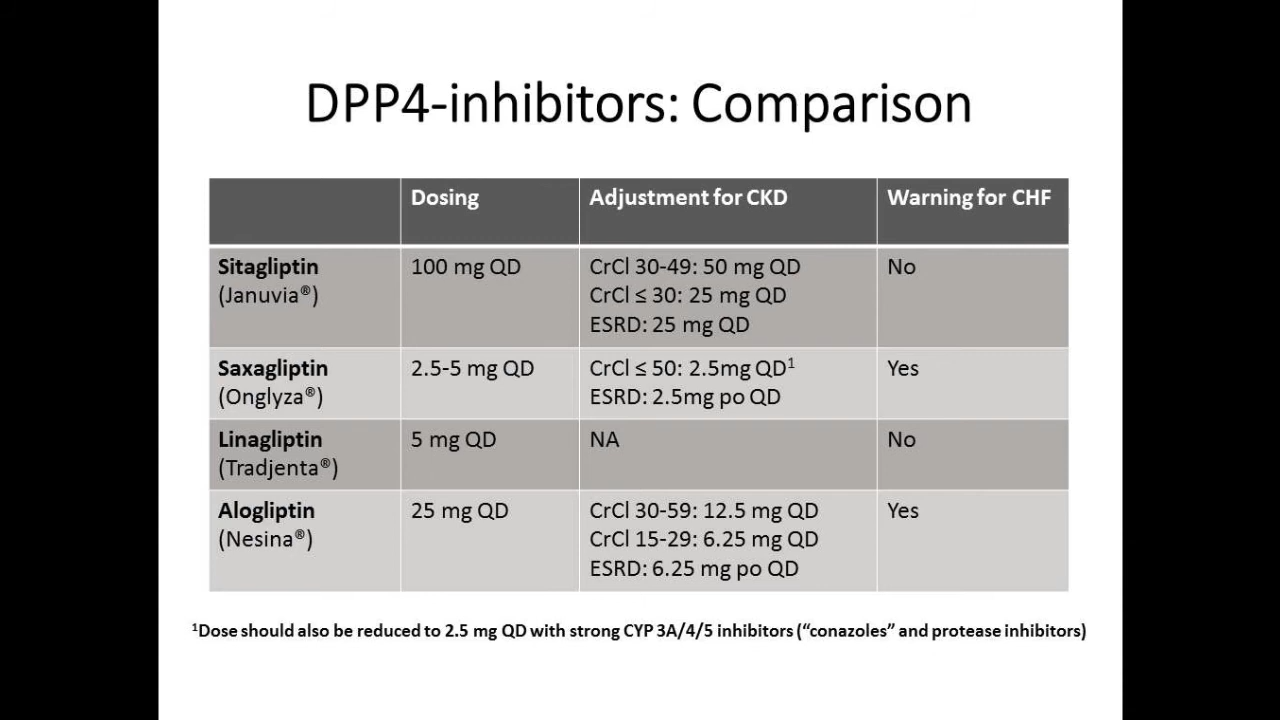 DPP4-inhibitors: Comparison
Dosing
Adjustment for CKD
Warning for CHF
Sitagliptin
(Januvia®)
100 mg QD
CrCl 30-49: 50 mg QD
CrCl ≤ 30: 25 mg QD
ESRD: 25 mg QD
No
Saxagliptin
(Onglyza®)
2.5-5 mg QD
CrCl ≤ 50: 2.5mg QD¹
ESRD: 2.5mg po QD
Yes
Linagliptin
(Tradjenta®)
5 mg QD
NA
No
Alogliptin
(Nesina®)
25 mg QD
CrCl 30-59: 12.5 mg QD
CrCl 15-29: 6.25 mg QD
ESRD: 6.25 mg po QD
Yes
¹Dose should also be reduced to 2.5 mg QD with strong CYP 3A/4/5 inhibitors (“conazoles” and protease inhibitors)